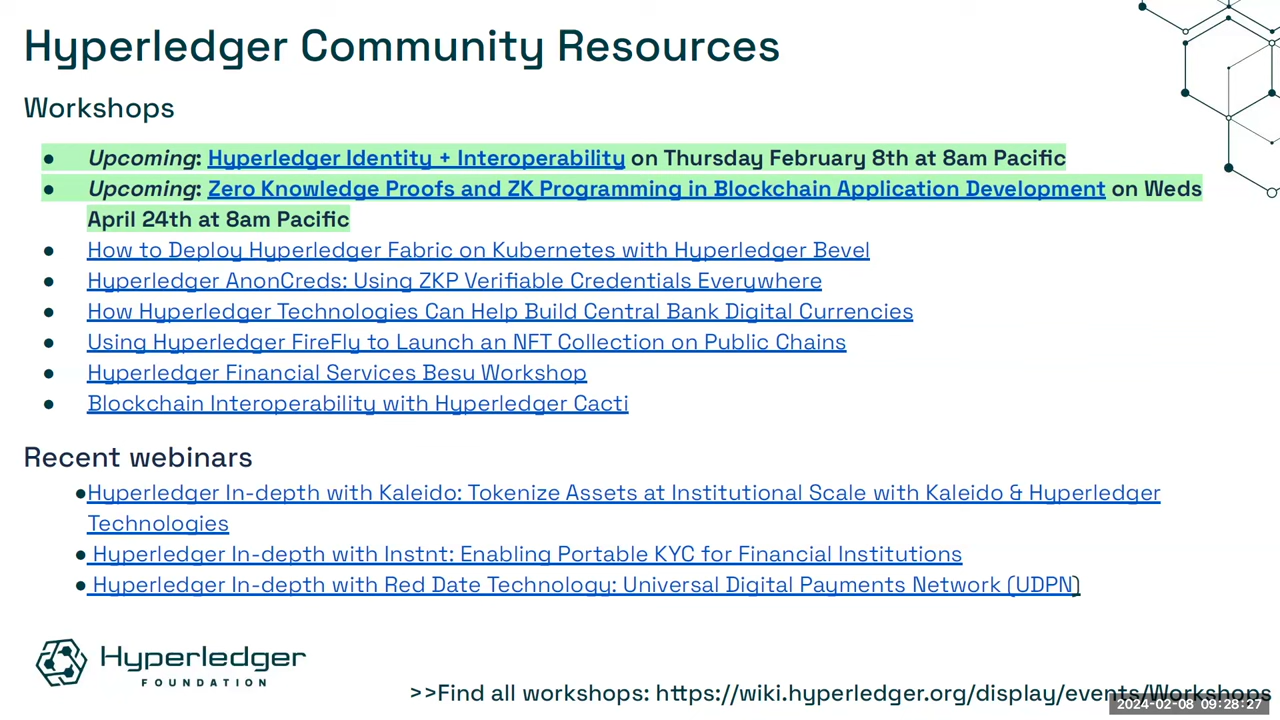 Hyperledger Community Resources
Workshops
● Upcoming: Hyperledger Identity + Interoperability on Thursday February 8th at 8am Pacific
● Upcoming: Zero Knowledge Proofs and ZK Programming in Blockchain Application Development on Weds
April 24th at 8am Pacific
● How to Deploy Hyperledger Fabric on Kubernetes with Hyperledger Bevel
● Hyperledger AnonCreds: Using ZKP Verifiable Credentials Everywhere
● How Hyperledger Technologies Can Help Build Central Bank Digital Currencies
● Using Hyperledger FireFly to Launch an NFT Collection on Public Chains
● Hyperledger Financial Services Besu Workshop
● Blockchain Interoperability with Hyperledger Cacti
Recent webinars
●Hyperledger In-depth with Kaleido: Tokenize Assets at Institutional Scale with Kaleido & Hyperledger
Technologies
● Hyperledger In-depth with Instnt: Enabling Portable KYC for Financial Institutions
● Hyperledger In-depth with Red Date Technology: Universal Digital Payments Network (UDPN)
Hyperledger
FOUNDATION
>>Find all workshops: https://wiki.hyperledger.org/display/events/Workshops
2024-02-08 09:28:27